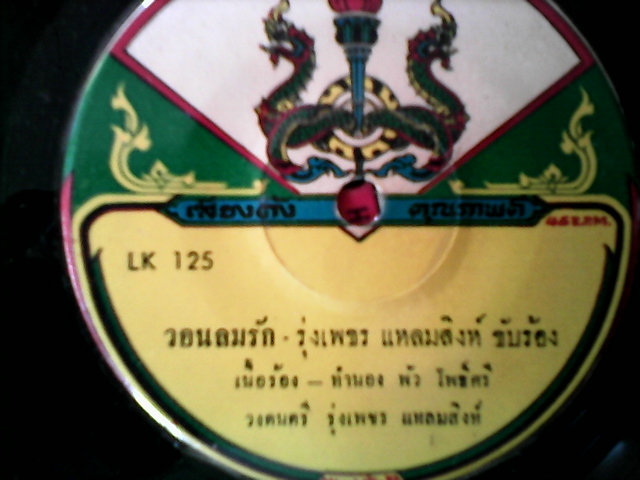 เสียงดัง คุณภาพดี
45 R.P.M.
LK 125
วอนลมรัก - รุ่งเพชร แหลมสิงห์ ขับร้อง
เนื้อร้อง – ทำนอง พัว โพธิ์ศรี
วงดนตรี รุ่งเพชร แหลมสิงห์